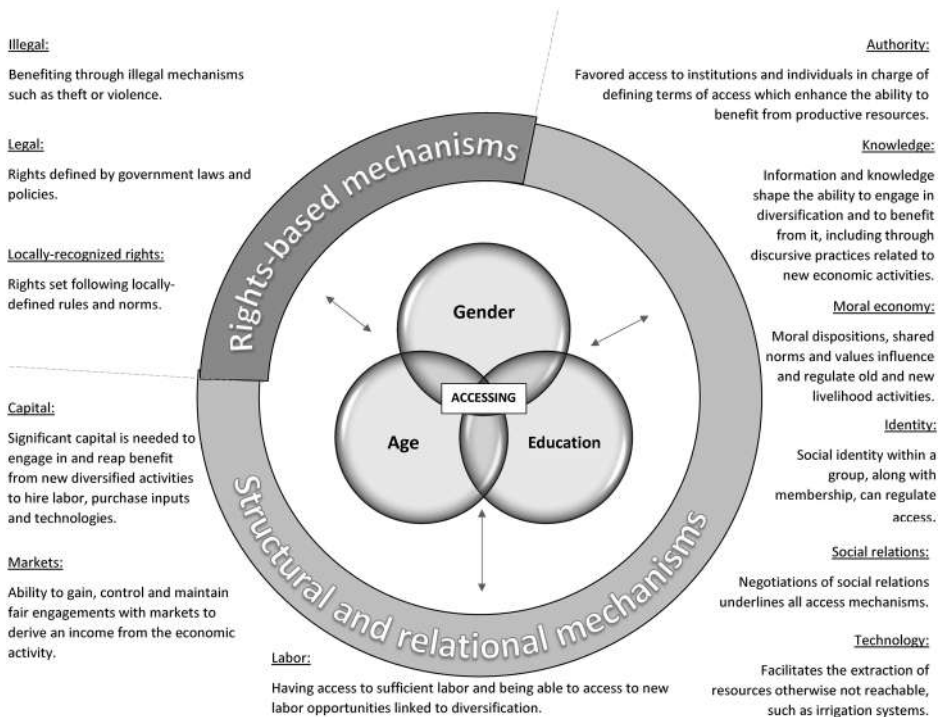 Illegal:
Benefiting through illegal mechanisms
such as theft or violence.
Legal:
Rights defined by government laws and
policies.
Locally-recognized rights:
Rights set following locally-
defined rules and norms.
Capital:
Significant capital is needed to
engage in and reap benefit
from new diversified activities
to hire labor, purchase inputs
and technologies.
Markets:
Ability to gain, control and maintain
fair engagements with markets to
derive an income from the economic
activity.
Rights-based mechanisms
Gender
ACCESSING
Age
Education
Structural and relational mechanisms
Labor:
Having access to sufficient labor and being able to access to new
labor opportunities linked to diversification.
Authority:
Favored access to institutions and individuals in charge of
defining terms of access which enhance the ability to
benefit from productive resources.
Knowledge:
Information and knowledge
shape the ability to engage in
diversification and to benefit
from it, including through
discursive practices related to
new economic activities.
Moral economy:
Moral dispositions, shared
norms and values influence
and regulate old and new
livelihood activities.
Identity:
Social identity within a
group, along with
membership, can regulate
access.
Social relations:
Negotiations of social relations
underlines all access mechanisms.
Technology:
Facilitates the extraction of
resources otherwise not reachable,
such as irrigation systems.